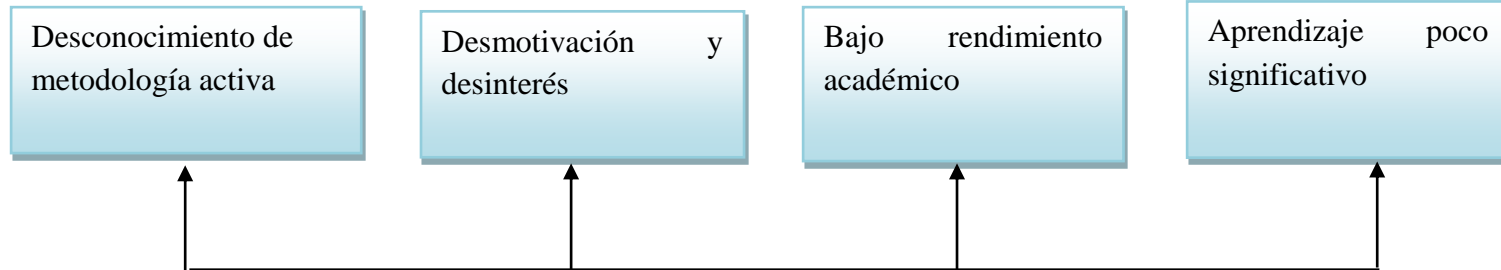 Desconocimiento de
metodología activa
Desmotivación y
desinterés
Bajo rendimiento
académico
Aprendizaje poco
significativo